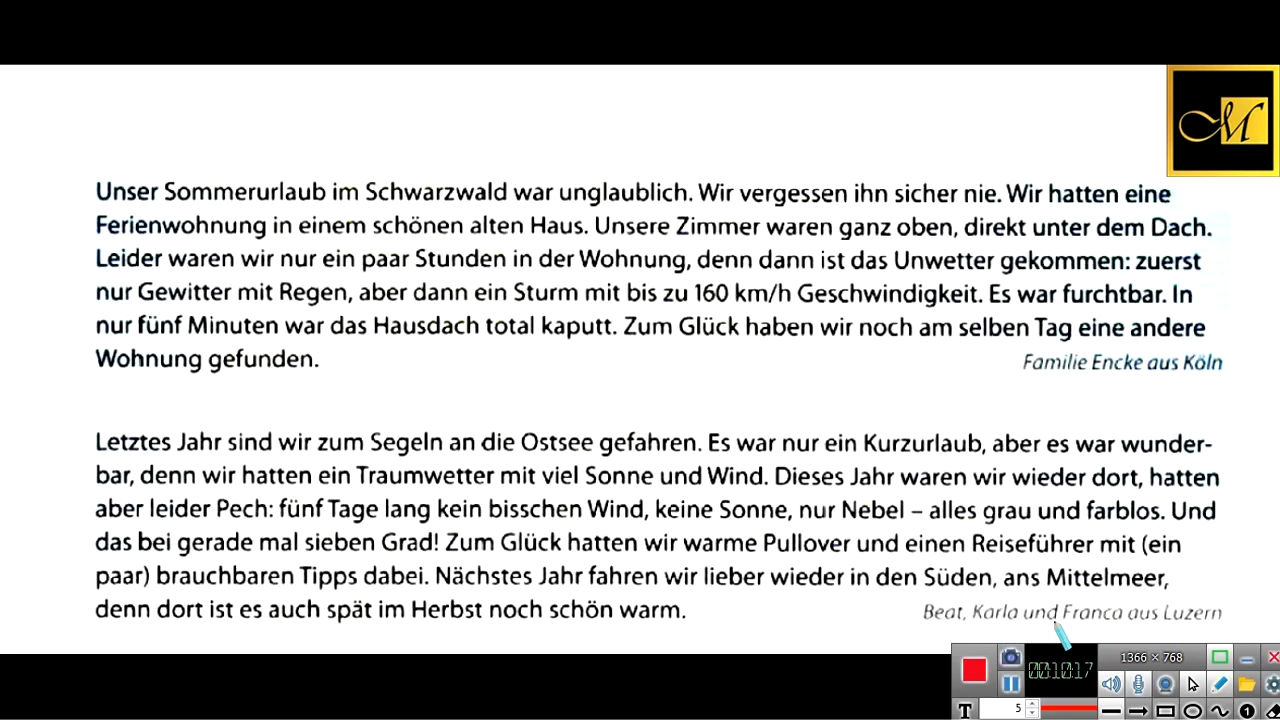 M
Unser Sommerurlaub im Schwarzwald war unglaublich. Wir vergessen ihn sicher nie. Wir hatten eine
Ferienwohnung in einem schönen alten Haus. Unsere Zimmer waren ganz oben, direkt unter dem Dach.
Leider waren wir nur ein paar Stunden in der Wohnung, denn dann ist das Unwetter gekommen: zuerst
nur Gewitter mit Regen, aber dann ein Sturm mit bis zu 160 km/h Geschwindigkeit. Es war furchtbar. In
nur fünf Minuten war das Hausdach total kaputt. Zum Glück haben wir noch am selben Tag eine andere
Wohnung gefunden.
Familie Encke aus Köln
Letztes Jahr sind wir zum Segeln an die Ostsee gefahren. Es war nur ein Kurzurlaub, aber es war wunder-
bar, denn wir hatten ein Traumwetter mit viel Sonne und Wind. Dieses Jahr waren wir wieder dort, hatten
aber leider Pech: fünf Tage lang kein bisschen Wind, keine Sonne, nur Nebel – alles grau und farblos. Und
das bei gerade mal sieben Grad! Zum Glück hatten wir warme Pullover und einen Reiseführer mit (ein
paar) brauchbaren Tipps dabei. Nächstes Jahr fahren wir lieber wieder in den Süden, ans Mittelmeer,
denn dort ist es auch spät im Herbst noch schön warm.
Beat, Karla und Franca aus Luzern
00:10:17
1366 × 768
T
5
1